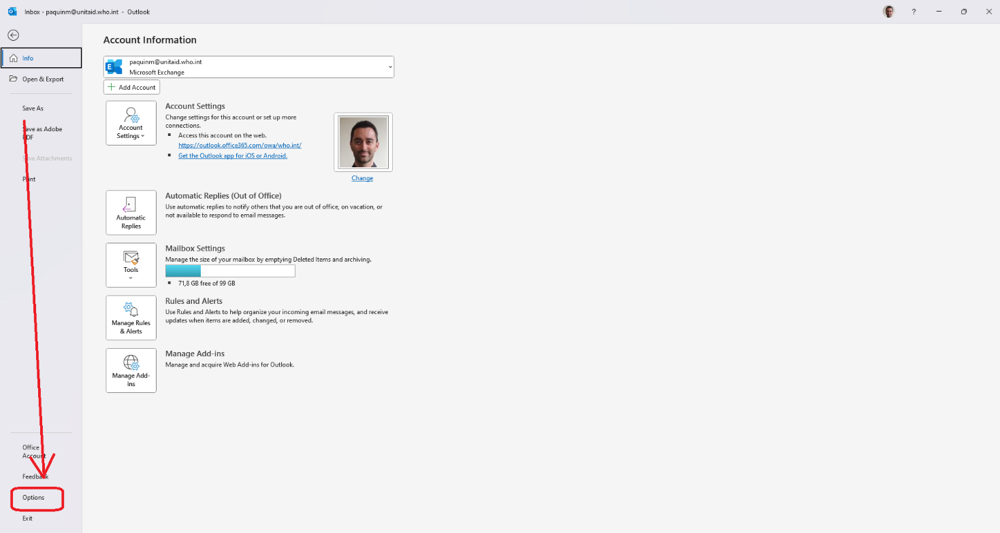 Inbox - paquinm@unitaid.who.int - Outlook
?
Info
Open & Export
Save As
Save as Adobe
PDF
Save Attachments
Print
Office
Account
Feedback
Options
Exit
Account Information
paquinm@unitaid.who.int
Microsoft Exchange
Add Account
Account
Settings
Account Settings
Change settings for this account or set up more
connections.
Access this account on the web.
https://outlook.office365.com/owa/who.int/
Get the Outlook app for iOS or Android.
Change
Automatic
Replies
Automatic Replies (Out of Office)
Use automatic replies to notify others that you are out of office, on vacation, or
not available to respond to email messages.
Tools
Mailbox Settings
Manage the size of your mailbox by emptying Deleted Items and archiving.
71,8 GB free of 99 GB
Manage Rules
& Alerts
Rules and Alerts
Use Rules and Alerts to help organize your incoming email messages, and receive
updates when items are added, changed, or removed.
Manage Add-
ins
Manage Add-ins
Manage and acquire Web Add-ins for Outlook.